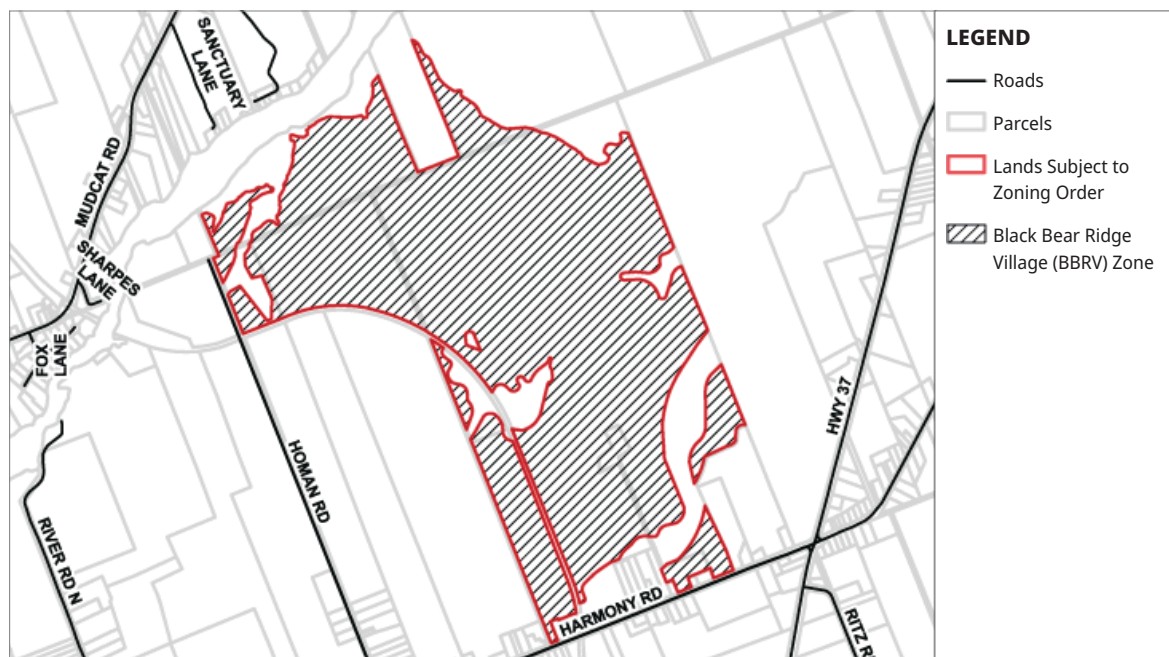 SANCTUARY
LANE
MUDCAT RD
SHARPES
LANE
FOX
LANE
RIVER RD N
HOMAN RD
HARMONY RD
HWY 37
LEGEND
Roads
Parcels
Lands Subject to
Zoning Order
Black Bear Ridge
Village (BBRV) Zone